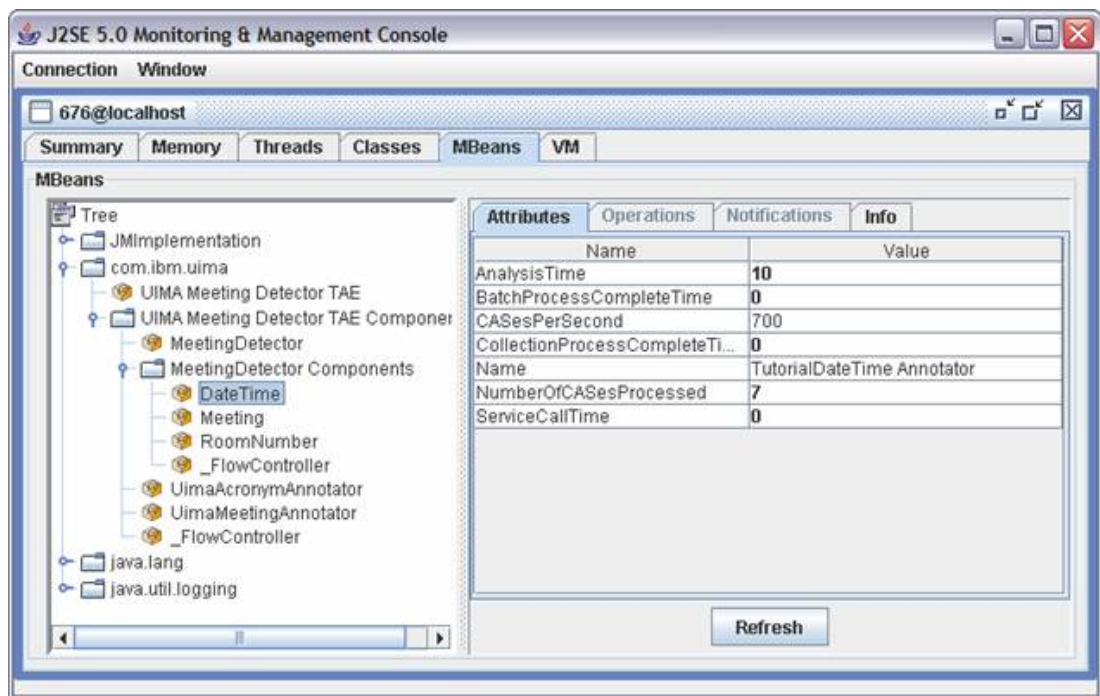 J2SE 5.0 Monitoring & Management Console
Connection Window
676@localhost
Summary Memory Threads Classes MBeans VM
MBeans
Tree
JMImplementation
com.ibm.uima
UIMA Meeting Detector TAE
UIMA Meeting Detector TAE Componer
MeetingDetector
MeetingDetector Components
DateTime
Meeting
RoomNumber
_FlowController
UimaAcronymAnnotator
UimaMeetingAnnotator
_FlowController
java.lang
java.util.logging
Attributes Operations Notifications Info
Name Value
AnalysisTime 10
BatchProcessCompleteTime 0
CASesPerSecond 700
CollectionProcessCompleteTi... 0
Name TutorialDateTime Annotator
NumberOfCASesProcessed 7
ServiceCallTime 0
Refresh